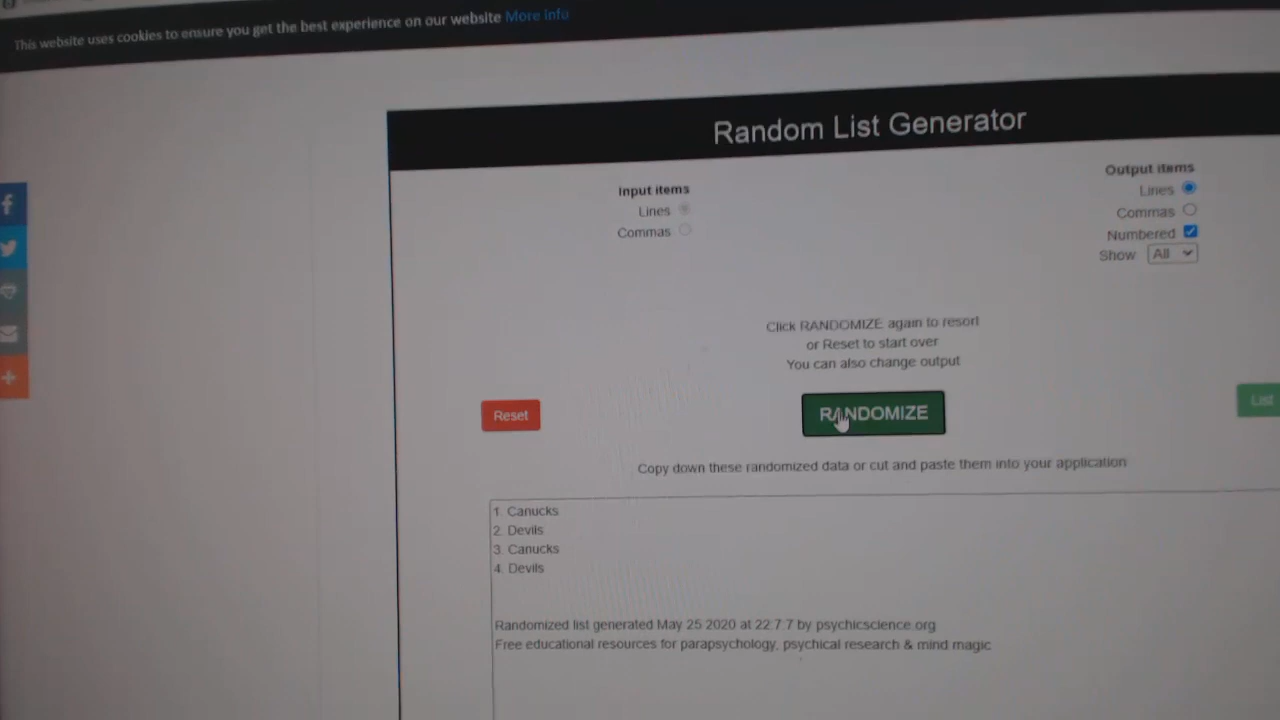 This website uses cookies to ensure you get the best experience on our website More info
Random List Generator
Input items
Lines
Commas
Output items
Lines
Commas
Numbered
Show All
Click RANDOMIZE again to resort
or Reset to start over
You can also change output
Reset
RANDOMIZE
List
Copy down these randomized data or cut and paste them into your application
1. Canucks
2. Devils
3. Canucks
4. Devils
Randomized list generated May 25 2020 at 22:7:7 by psychicscience.org
Free educational resources for parapsychology, psychical research & mind magic